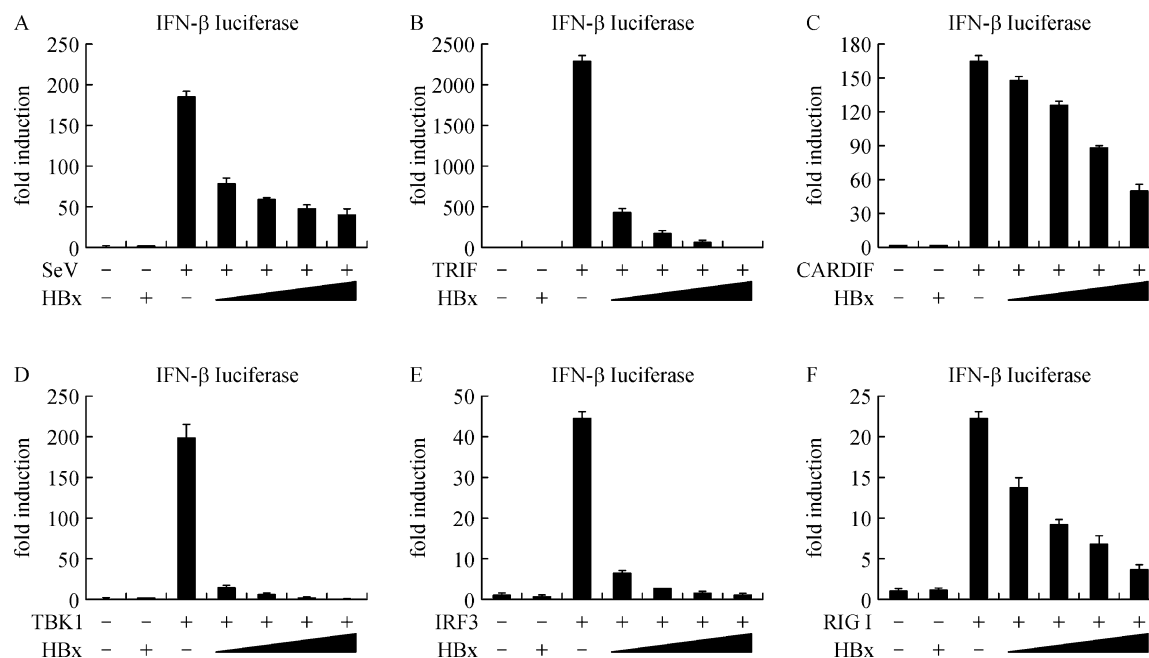 A IFN-β luciferase
fold induction
250
200
150
100
50
0
SeV − − + + + + +
HBx − + −
B IFN-β luciferase
fold induction
2500
2000
1500
1000
500
0
TRIF − − + + + + +
HBx − + −
C IFN-β luciferase
fold induction
180
150
120
90
60
30
0
CARDIF − − + + + + +
HBx − + −
D IFN-β luciferase
fold induction
250
200
150
100
50
0
TBK1 − − + + + + +
HBx − + −
E IFN-β luciferase
fold induction
50
40
30
20
10
0
IRF3 − − + + + + +
HBx − + −
F IFN-β luciferase
fold induction
25
20
15
10
5
0
RIG I − − + + + + +
HBx − + −